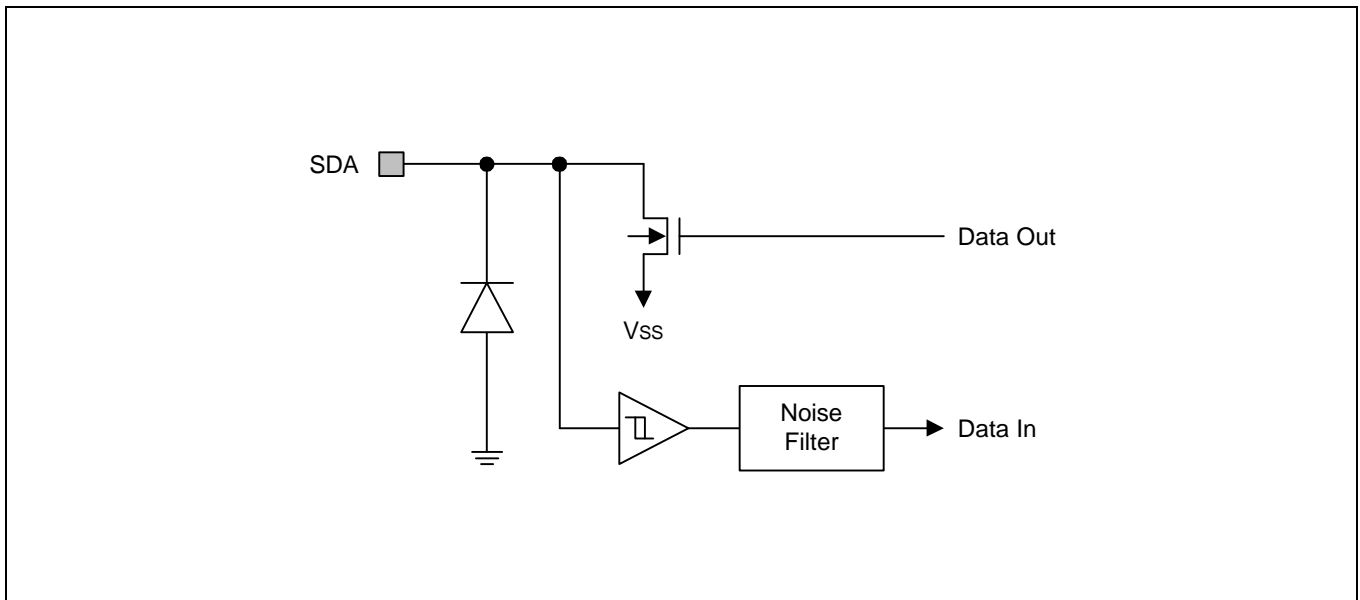 SDA
Data Out
VSS
Noise
Filter
Data In